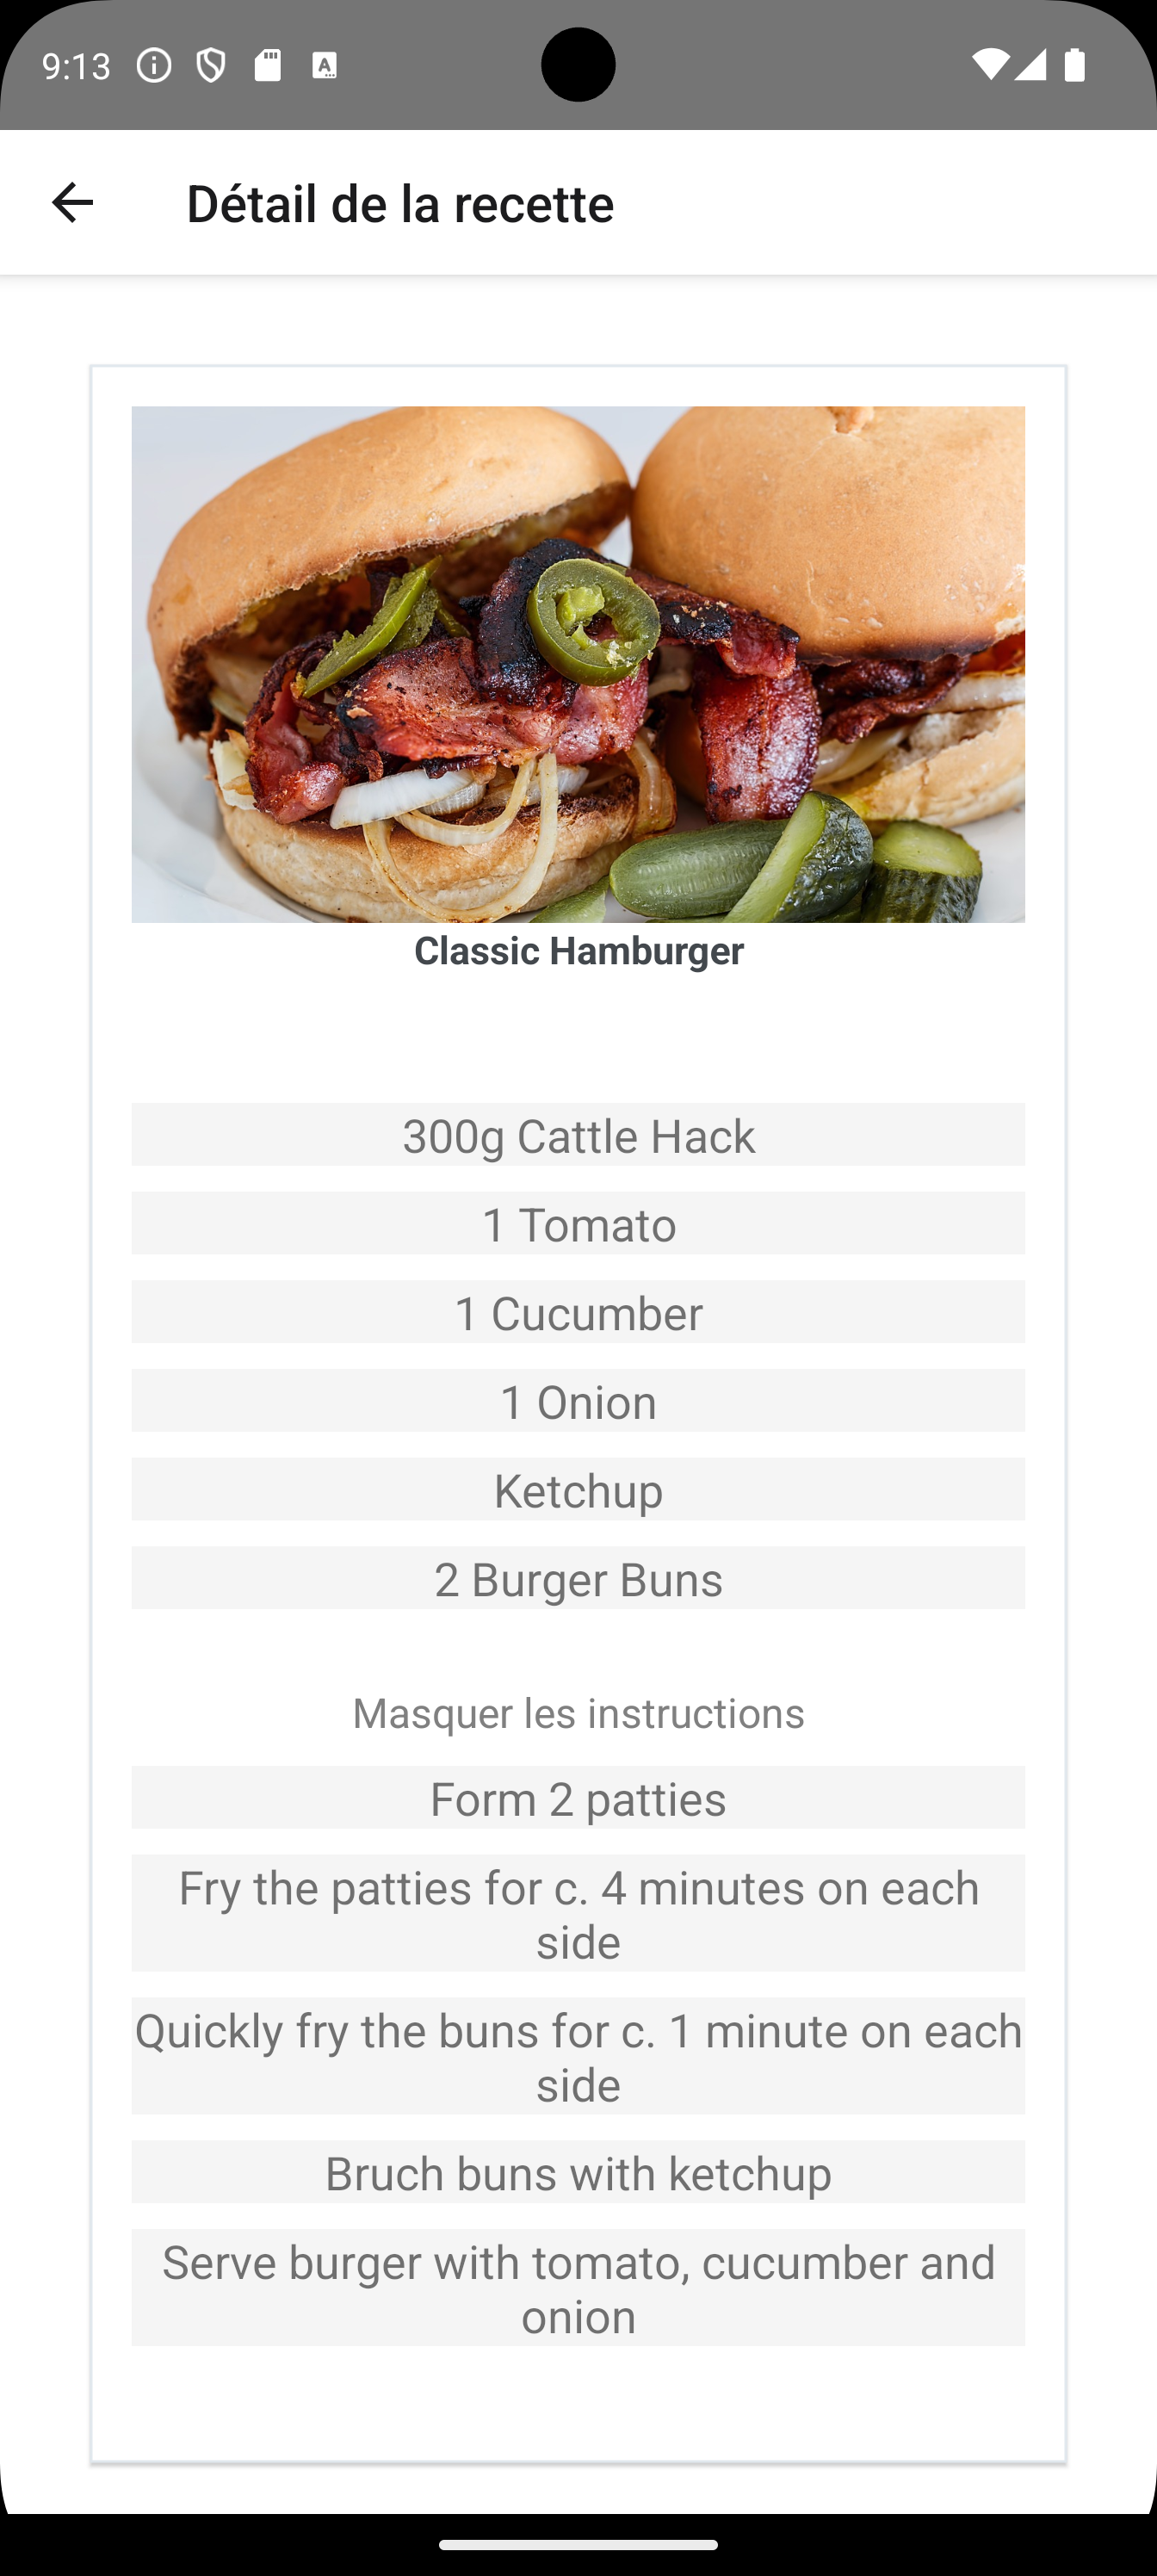 9:13
Détail de la recette
Classic Hamburger
300g Cattle Hack
1 Tomato
1 Cucumber
1 Onion
Ketchup
2 Burger Buns
Masquer les instructions
Form 2 patties
Fry the patties for c. 4 minutes on each
side
Quickly fry the buns for c. 1 minute on each
side
Bruch buns with ketchup
Serve burger with tomato, cucumber and
onion